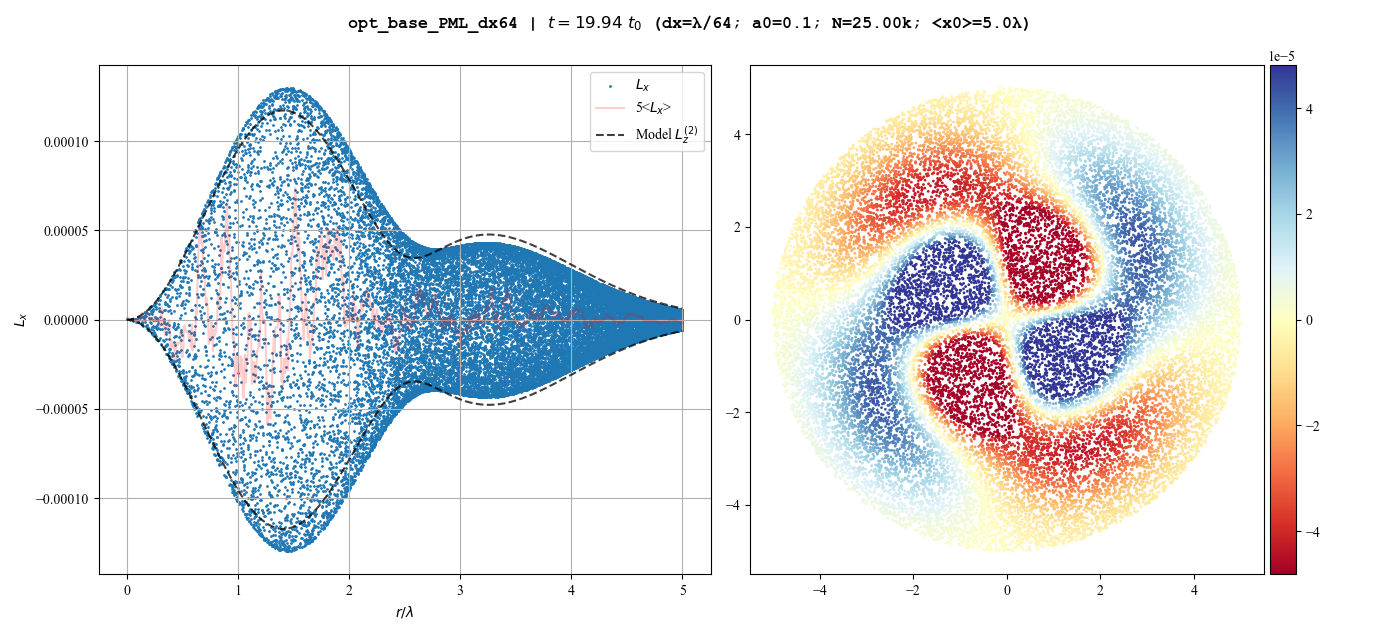 opt_base_PML_dx64 | t = 19.94 t₀ (dx=λ/64; a0=0.1; N=25.00k; <x0>=5.0λ)
Lₓ
5<Lₓ>
Model L_z^{(2)}
0.00010
0.00005
0.00000
−0.00005
−0.00010
Lₓ
0 1 2 3 4 5
r/λ
4
2
0
−2
−4
−4 −2 0 2 4
1e−5
4
2
0
−2
−4